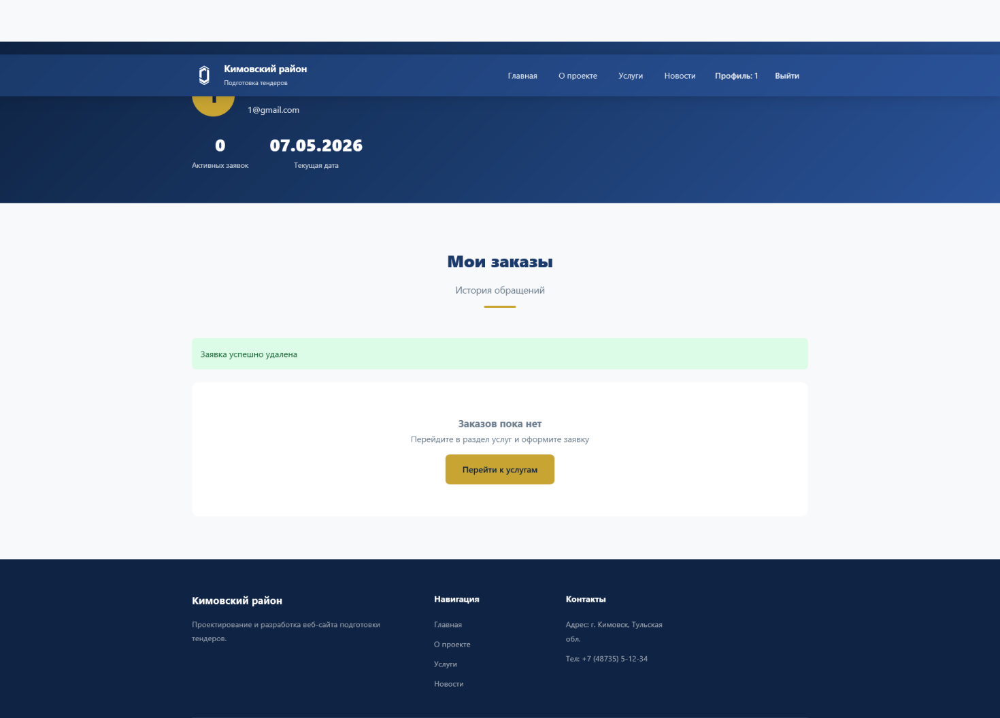 Кимовский район
Подготовка тендеров
Главная
О проекте
Услуги
Новости
Профиль: 1
Выйти
1@gmail.com
0
Активных заявок
07.05.2026
Текущая дата
Мои заказы
История обращений
Заявка успешно удалена
Заказов пока нет
Перейдите в раздел услуг и оформите заявку
Перейти к услугам
Кимовский район
Проектирование и разработка веб-сайта подготовки
тендеров.
Навигация
Главная
О проекте
Услуги
Новости
Контакты
Адрес: г. Кимовск, Тульская
обл.
Тел: +7 (48735) 5-12-34